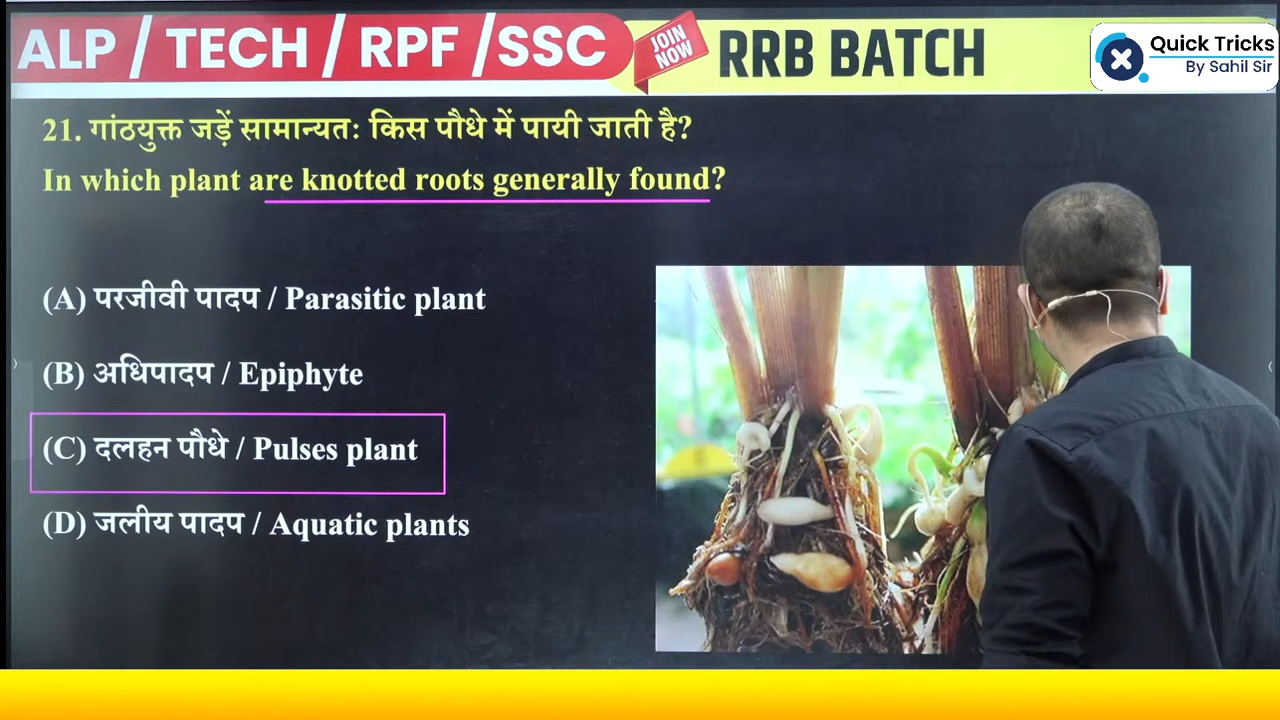 ALP / TECH / RPF / SSC
JOIN NOW
RRB BATCH
Quick Tricks
By Sahil Sir
21. गांठयुक्त जड़ें सामान्यतः किस पौधे में पायी जाती है?
In which plant are knotted roots generally found?
(A) परजीवी पादप / Parasitic plant
(B) अधिपादप / Epiphyte
(C) दलहन पौधे / Pulses plant
(D) जलीय पादप / Aquatic plants